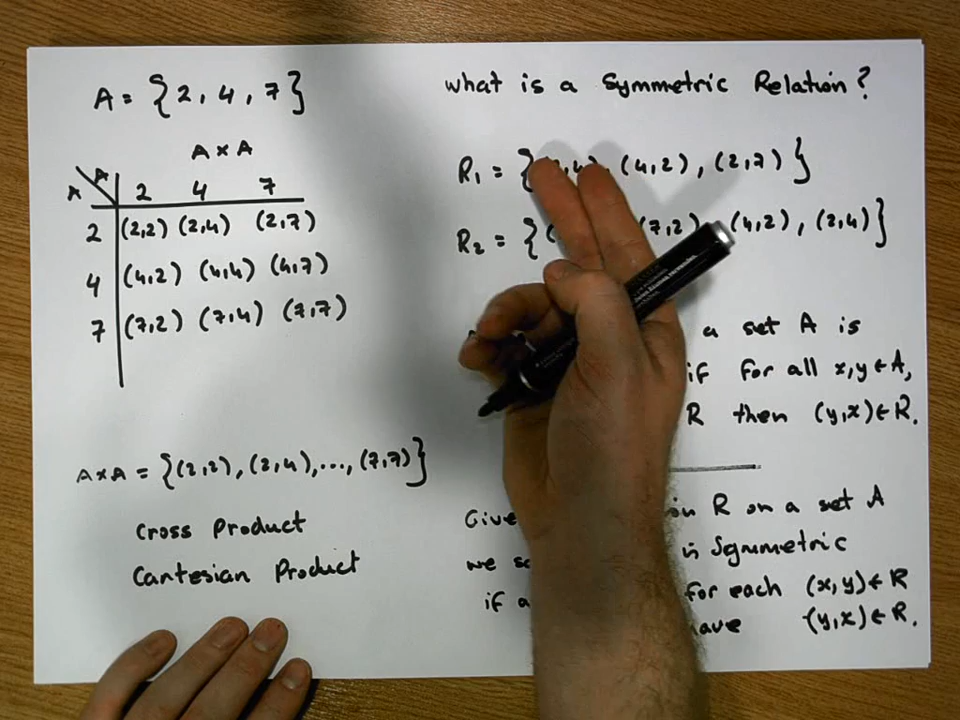 A = {2, 4, 7}
A × A
A A
2 4 7
2 (2,2) (2,4) (2,7)
4 (4,2) (4,4) (4,7)
7 (7,2) (7,4) (7,7)
A×A = {(2,2), (2,4), ..., (7,7)}
Cross Product
Cartesian Product
What is a Symmetric Relation?
R₁ = { (4,2), (2,7)}
R₂ = { (4,2), (2,4)}
a set A is
if for all x,y ∈ A,
R then (y,x) ∈ R.
R on a set A
we is Symmetric
if for each (x,y) ∈ R
(y,x) ∈ R.